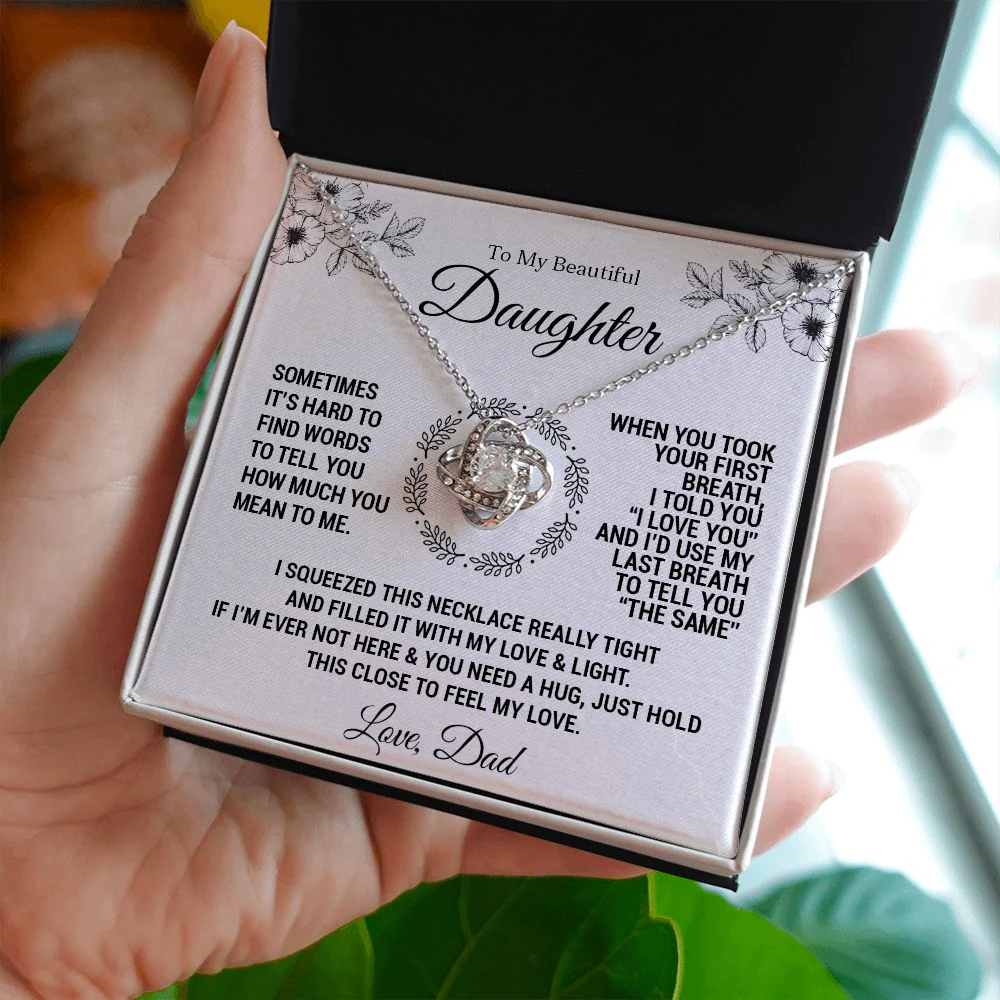 To My Beautiful
Daughter
SOMETIMES
IT'S HARD TO
FIND WORDS
TO TELL YOU
HOW MUCH YOU
MEAN TO ME.
WHEN YOU TOOK
YOUR FIRST
BREATH,
I TOLD YOU
“I LOVE YOU”
AND I'D USE MY
LAST BREATH
TO TELL YOU
“THE SAME”
I SQUEEZED THIS NECKLACE REALLY TIGHT
AND FILLED IT WITH MY LOVE & LIGHT.
IF I'M EVER NOT HERE & YOU NEED A HUG, JUST HOLD
THIS CLOSE TO FEEL MY LOVE.
Love, Dad